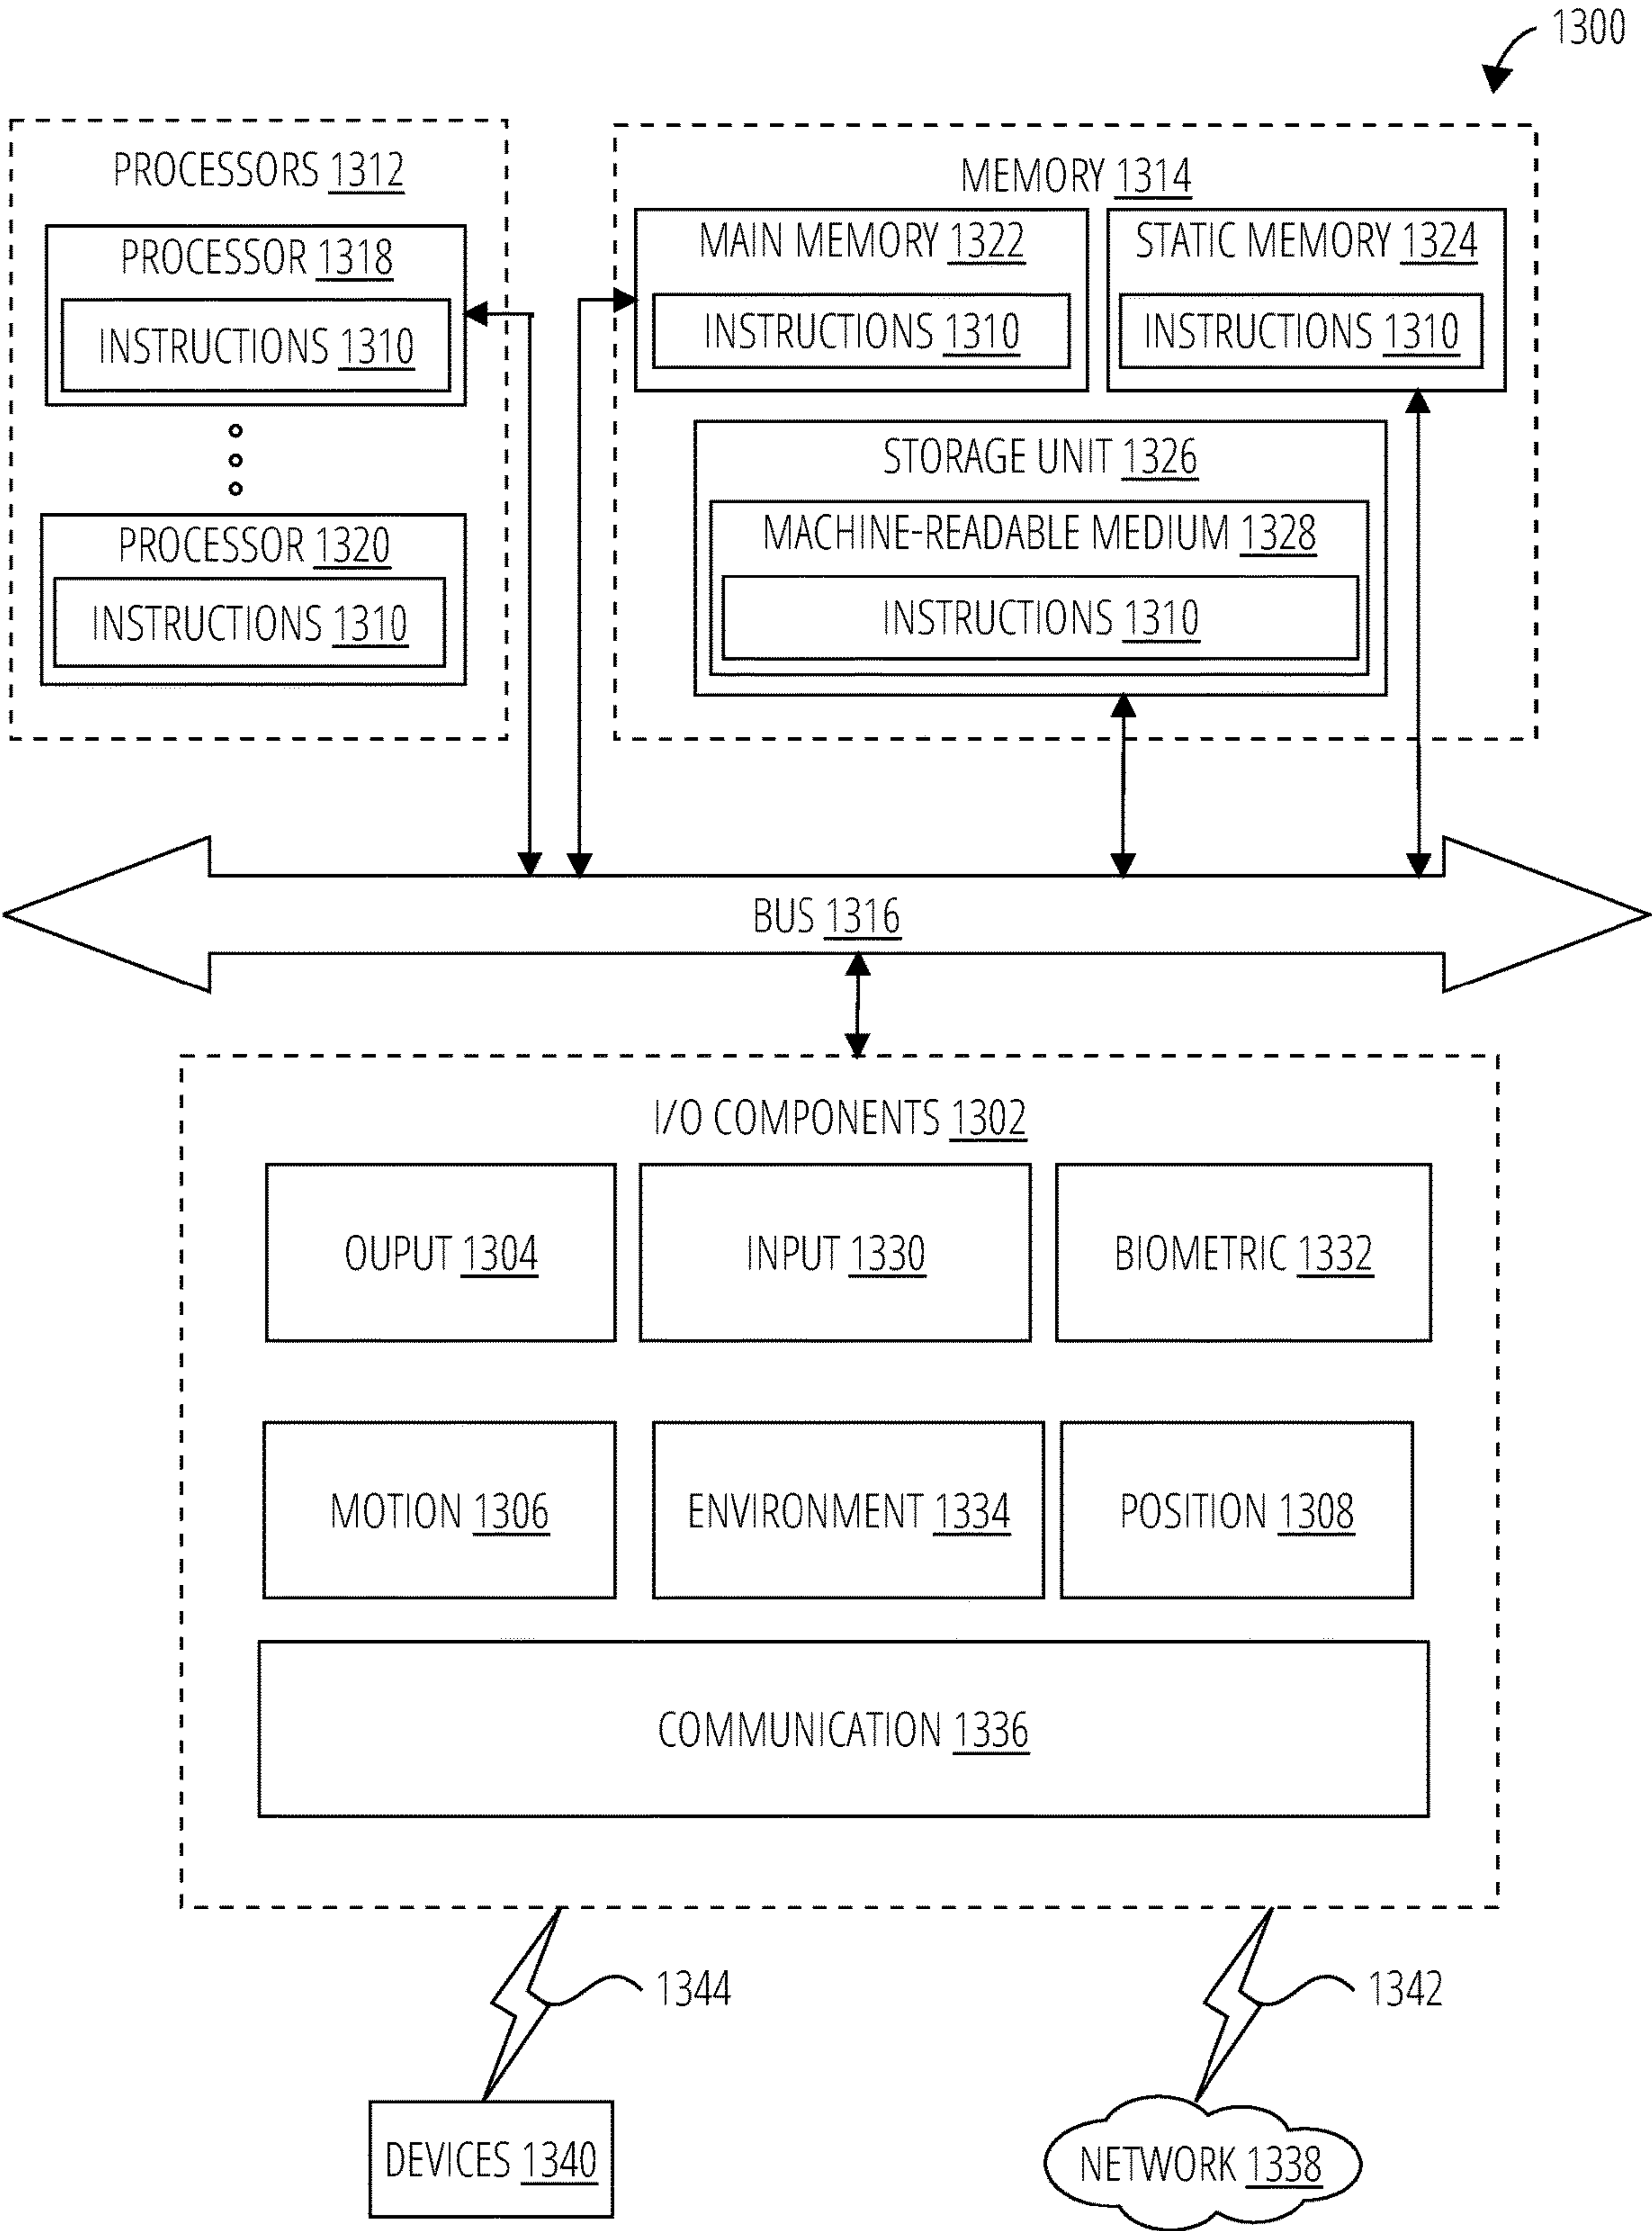 1300
PROCESSORS 1312
PROCESSOR 1318
INSTRUCTIONS 1310
PROCESSOR 1320
INSTRUCTIONS 1310
MEMORY 1314
MAIN MEMORY 1322
INSTRUCTIONS 1310
STATIC MEMORY 1324
INSTRUCTIONS 1310
STORAGE UNIT 1326
MACHINE-READABLE MEDIUM 1328
INSTRUCTIONS 1310
BUS 1316
I/O COMPONENTS 1302
OUPUT 1304
INPUT 1330
BIOMETRIC 1332
MOTION 1306
ENVIRONMENT 1334
POSITION 1308
COMMUNICATION 1336
1344
1342
DEVICES 1340
NETWORK 1338